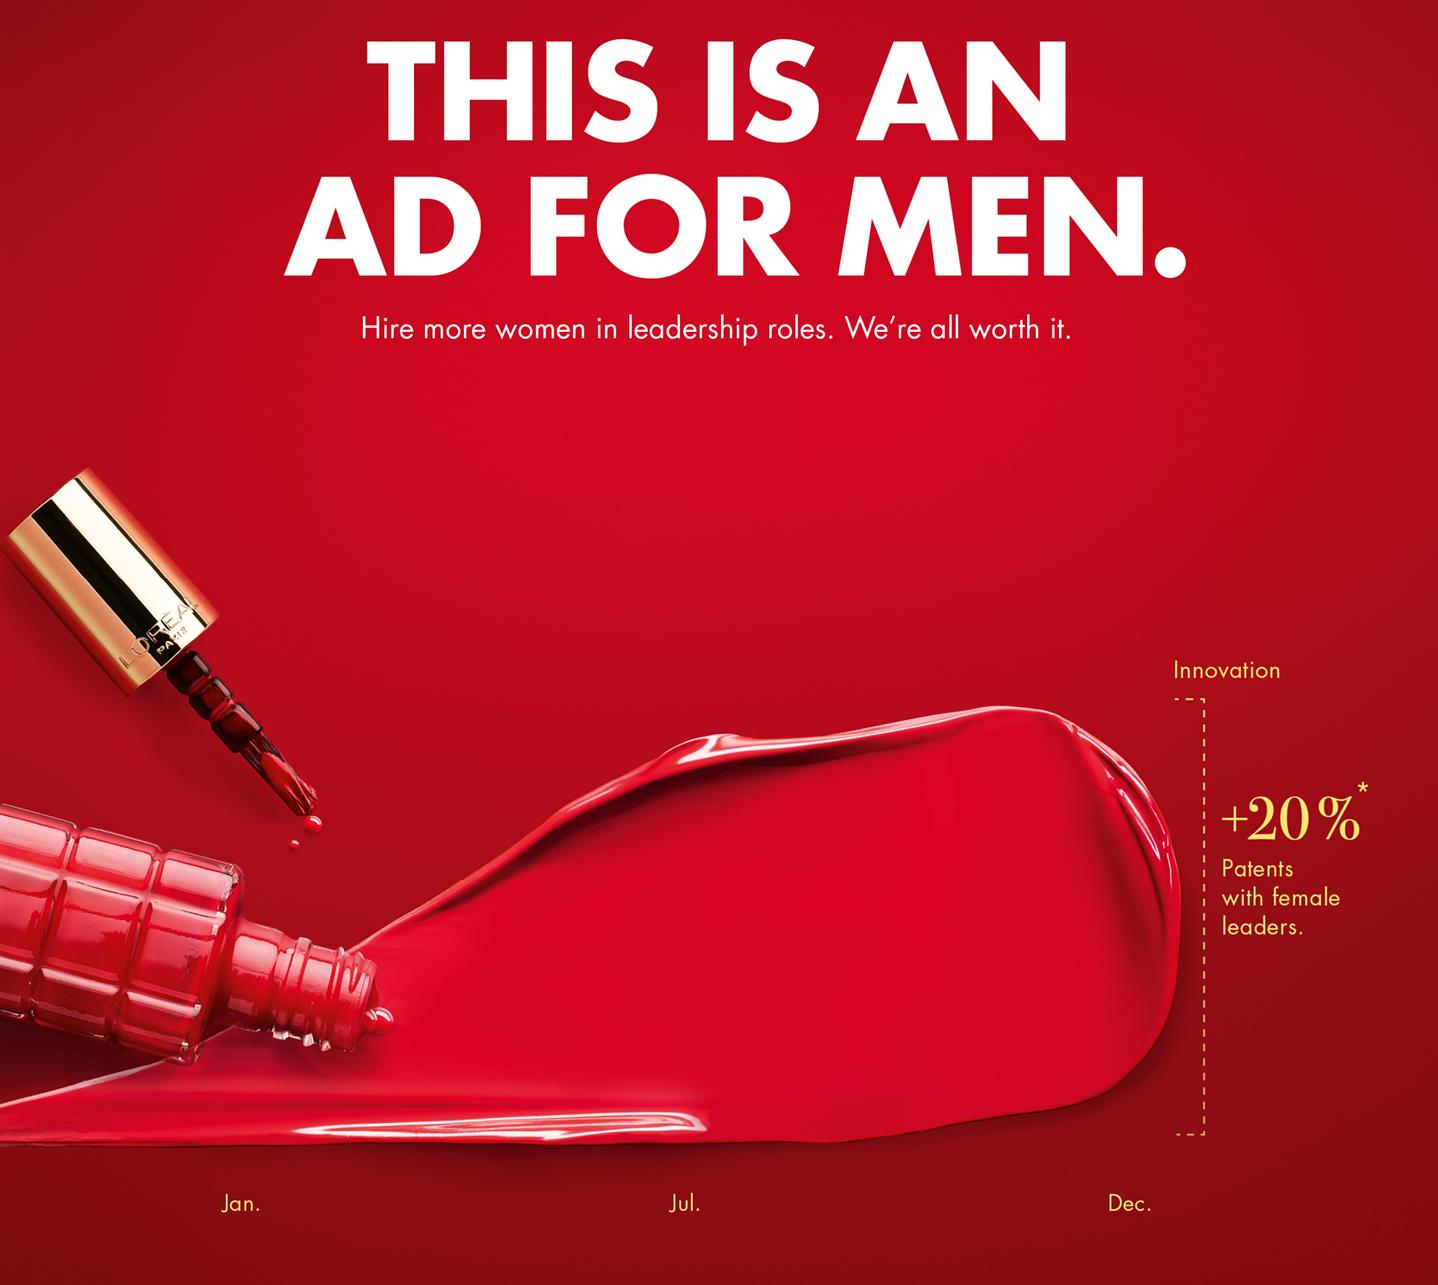 THIS IS AN
AD FOR MEN.
Hire more women in leadership roles. We’re all worth it.
L'ORÉAL
PARIS
Innovation
+20%*
Patents
with female
leaders.
Jan.
Jul.
Dec.